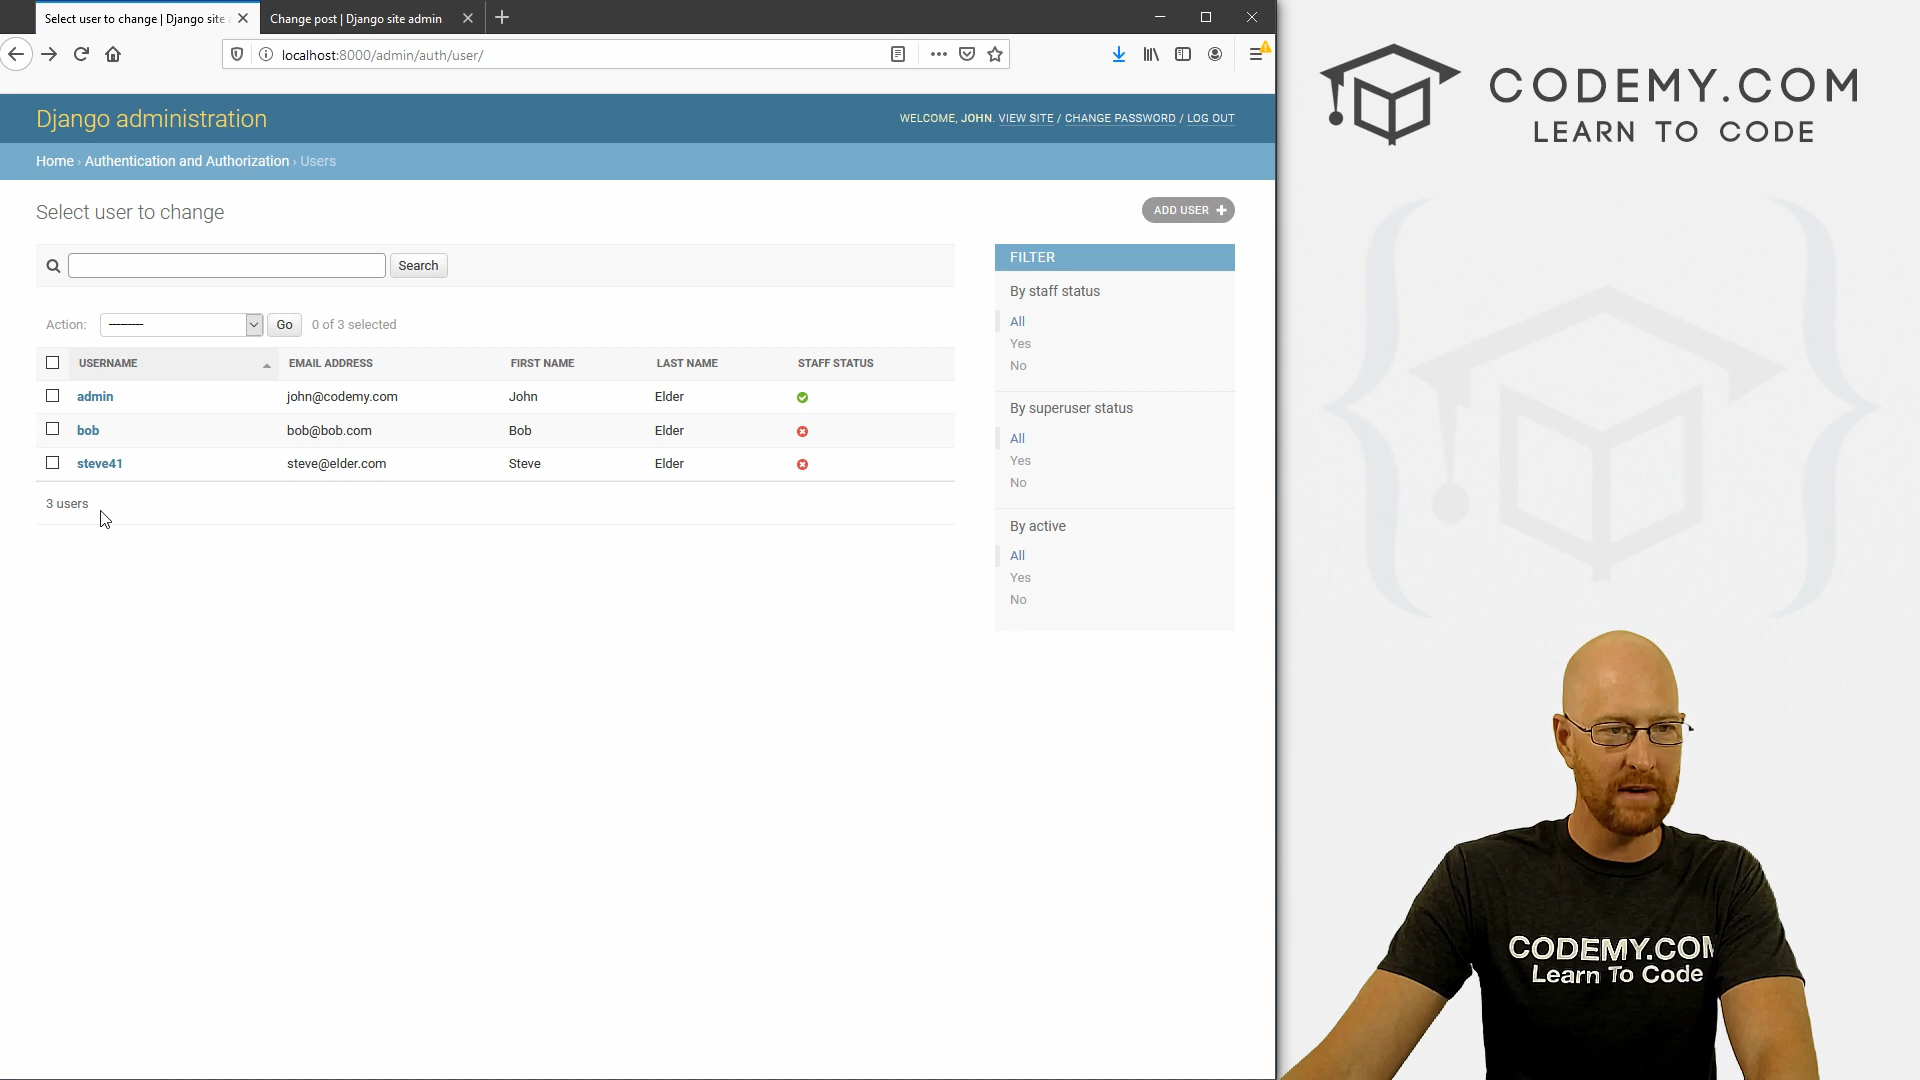 Select user to change | Django site
Change post | Django site admin
localhost:8000/admin/auth/user/
Django administration
WELCOME, JOHN. VIEW SITE / CHANGE PASSWORD / LOG OUT
Home › Authentication and Authorization › Users
Select user to change
ADD USER +
Search
Action: --------- Go 0 of 3 selected
USERNAME EMAIL ADDRESS FIRST NAME LAST NAME STAFF STATUS
admin john@codemy.com John Elder
bob bob@bob.com Bob Elder
steve41 steve@elder.com Steve Elder
3 users
FILTER
By staff status
All
Yes
No
By superuser status
All
Yes
No
By active
All
Yes
No
CODEMY.COM
LEARN TO CODE
CODEMY.COM
Learn To Code